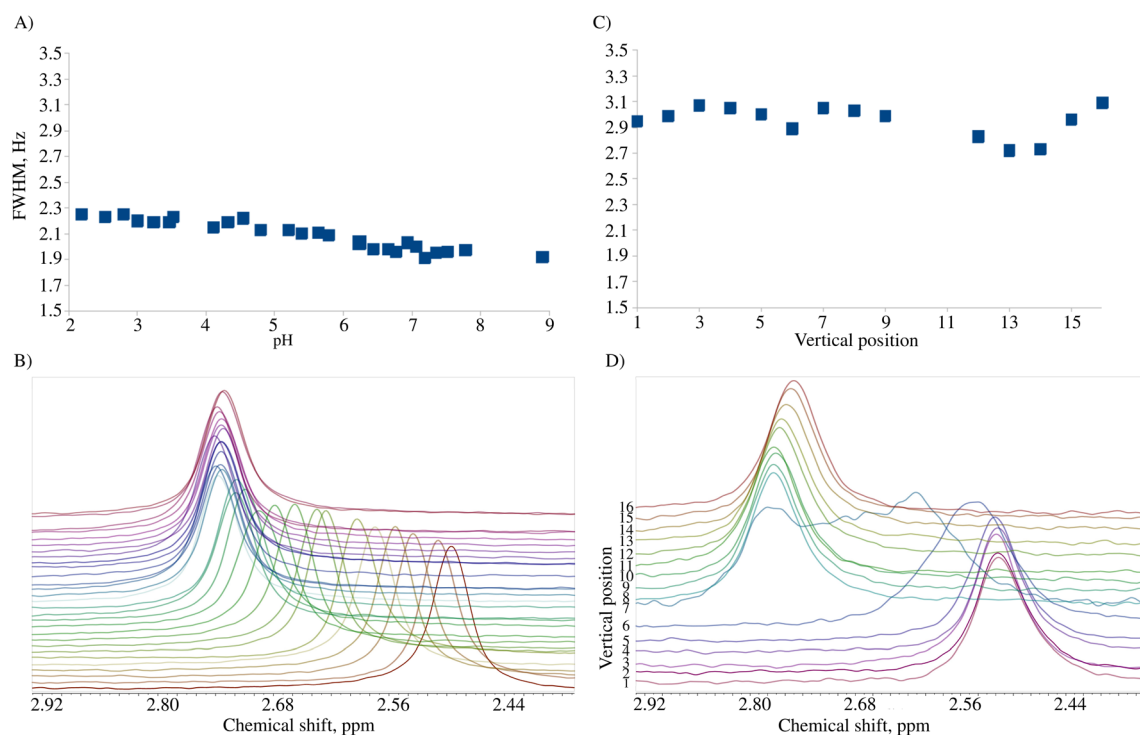 A)
3.5
3.3
3.1
2.9
2.7
2.5
2.3
2.1
1.9
1.7
1.5
FWHM, Hz
2 3 4 5 6 7 8 9
pH
C)
3.5
3.3
3.1
2.9
2.7
2.5
2.3
2.1
1.9
1.7
1.5
1 3 5 7 9 11 13 15
Vertical position
B)
2.92 2.80 2.68 2.56 2.44
Chemical shift, ppm
D)
16
15
14
13
12
11
10
9
8
7
6
5
4
3
2
1
Vertical position
2.92 2.80 2.68 2.56 2.44
Chemical shift, ppm